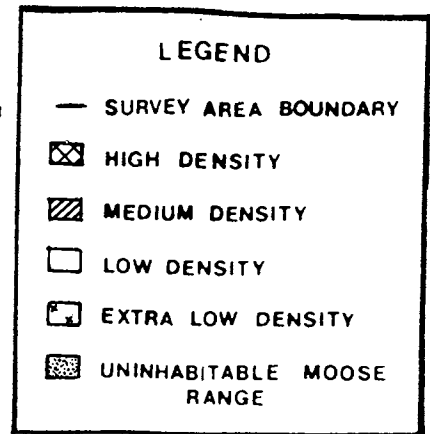 LEGEND
SURVEY AREA BOUNDARY
HIGH DENSITY
MEDIUM DENSITY
LOW DENSITY
EXTRA LOW DENSITY
UNINHABITABLE MOOSE
RANGE